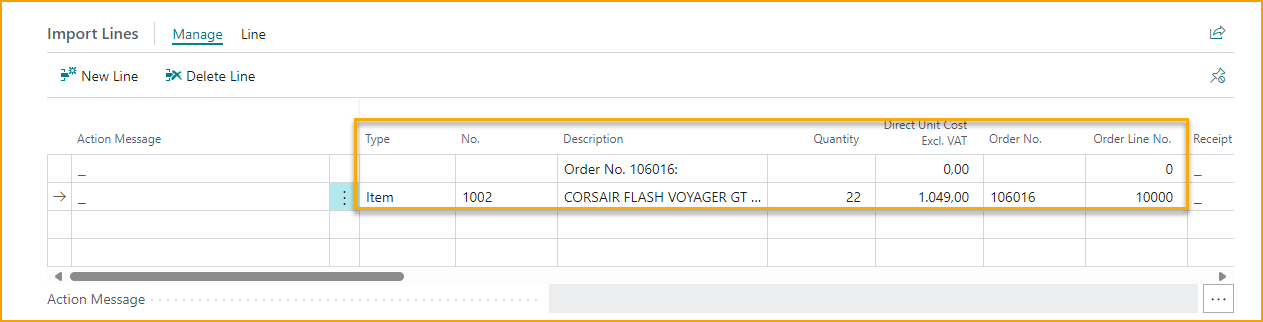 Import Lines Manage Line
New Line Delete Line
Action Message Type No. Description Quantity Direct Unit Cost Excl. VAT Order No. Order Line No. Receipt
_ Order No. 106016: 0,00 0 _
_ Item 1002 CORSAIR FLASH VOYAGER GT ... 22 1.049,00 106016 10000 _
Action Message